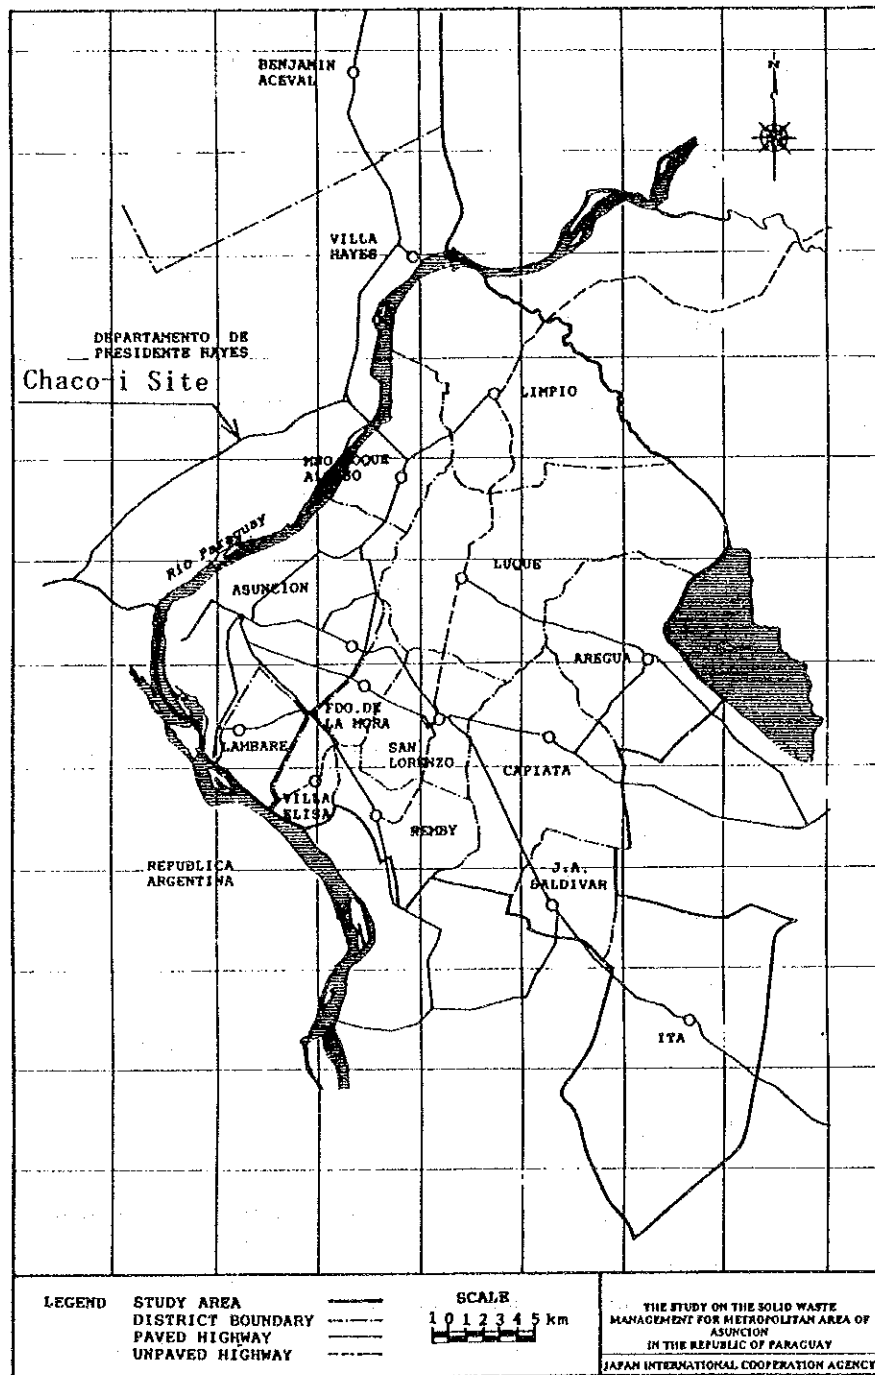 BENJAMIN
ACEVAL
N
VILLA
HAYES
DEPARTAMENTO DE
PRESIDENTE HAYES
Chaco-i Site
LIMPIO
Rio Paraguay
LUQUE
ASUNCION
AREGUA
FDO. DE
LA MORA
LAMBARE
SAN
LORENZO
CAPIATA
VILLA
ELISA
REPUBLICA
ARGENTINA
J.A.
SALDIVAR
ITA
LEGEND
STUDY AREA
DISTRICT BOUNDARY
PAVED HIGHWAY
UNPAVED HIGHWAY
SCALE
1 0 1 2 3 4 5 km
THE STUDY ON THE SOLID WASTE
MANAGEMENT FOR METROPOLITAN AREA OF
ASUNCION
IN THE REPUBLIC OF PARAGUAY
JAPAN INTERNATIONAL COOPERATION AGENCY